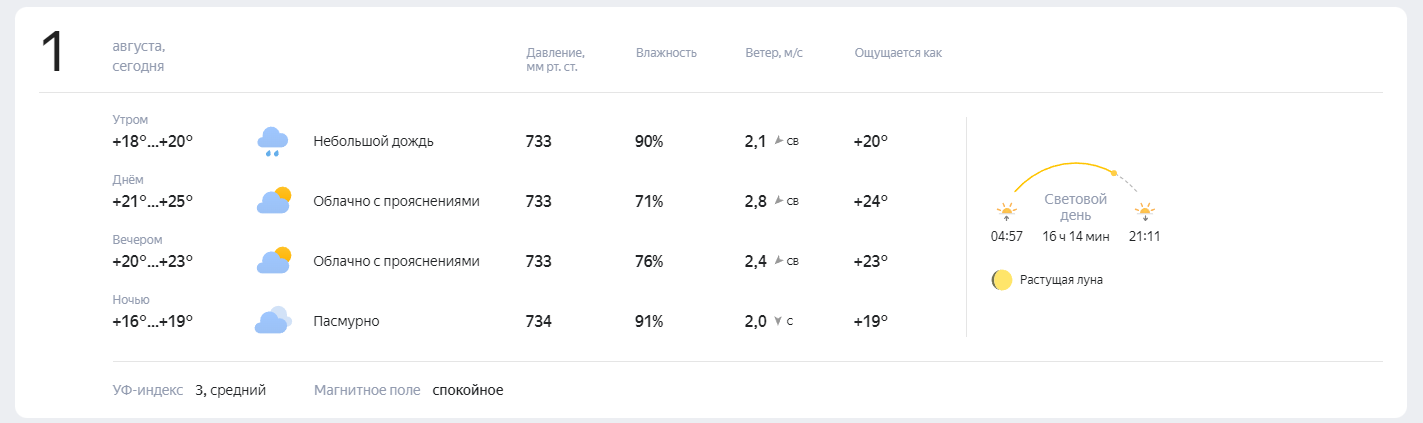 1
августа,
сегодня
Давление,
мм рт. ст.
Влажность
Ветер, м/с
Ощущается как
Утром
+18°...+20°
Небольшой дождь
733
90%
2,1 СВ
+20°
Днём
+21°...+25°
Облачно с прояснениями
733
71%
2,8 СВ
+24°
Вечером
+20°...+23°
Облачно с прояснениями
733
76%
2,4 СВ
+23°
Ночью
+16°...+19°
Пасмурно
734
91%
2,0 С
+19°
Световой
день
04:57
16 ч 14 мин
21:11
Растущая луна
УФ-индекс 3, средний
Магнитное поле спокойное